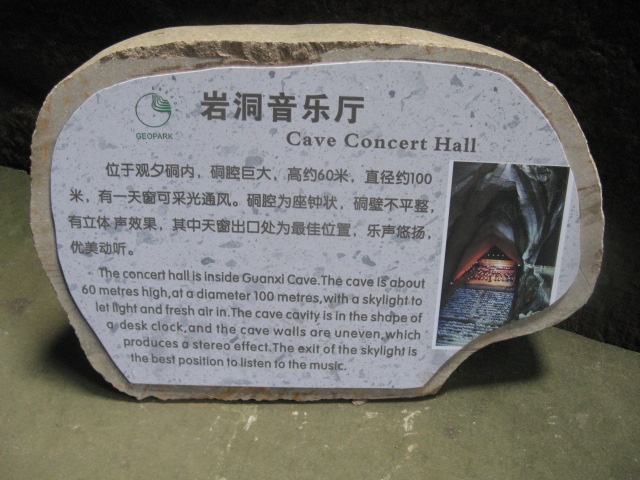 岩洞音乐厅
GEOPARK
Cave Concert Hall
位于观夕硐内，硐腔巨大，高约60米，直径约100
米，有一天窗可采光通风。硐腔为座钟状，硐壁不平整，
有立体声效果，其中天窗出口处为最佳位置，乐声悠扬，
优美动听。
The concert hall is inside Guanxi Cave.The cave is about
60 metres high,at a diameter 100 metres,with a skylight to
let light and fresh air in.The cave cavity is in the shape of
a desk clock,and the cave walls are uneven,which
produces a stereo effect.The exit of the skylight is
the best position to listen to the music.